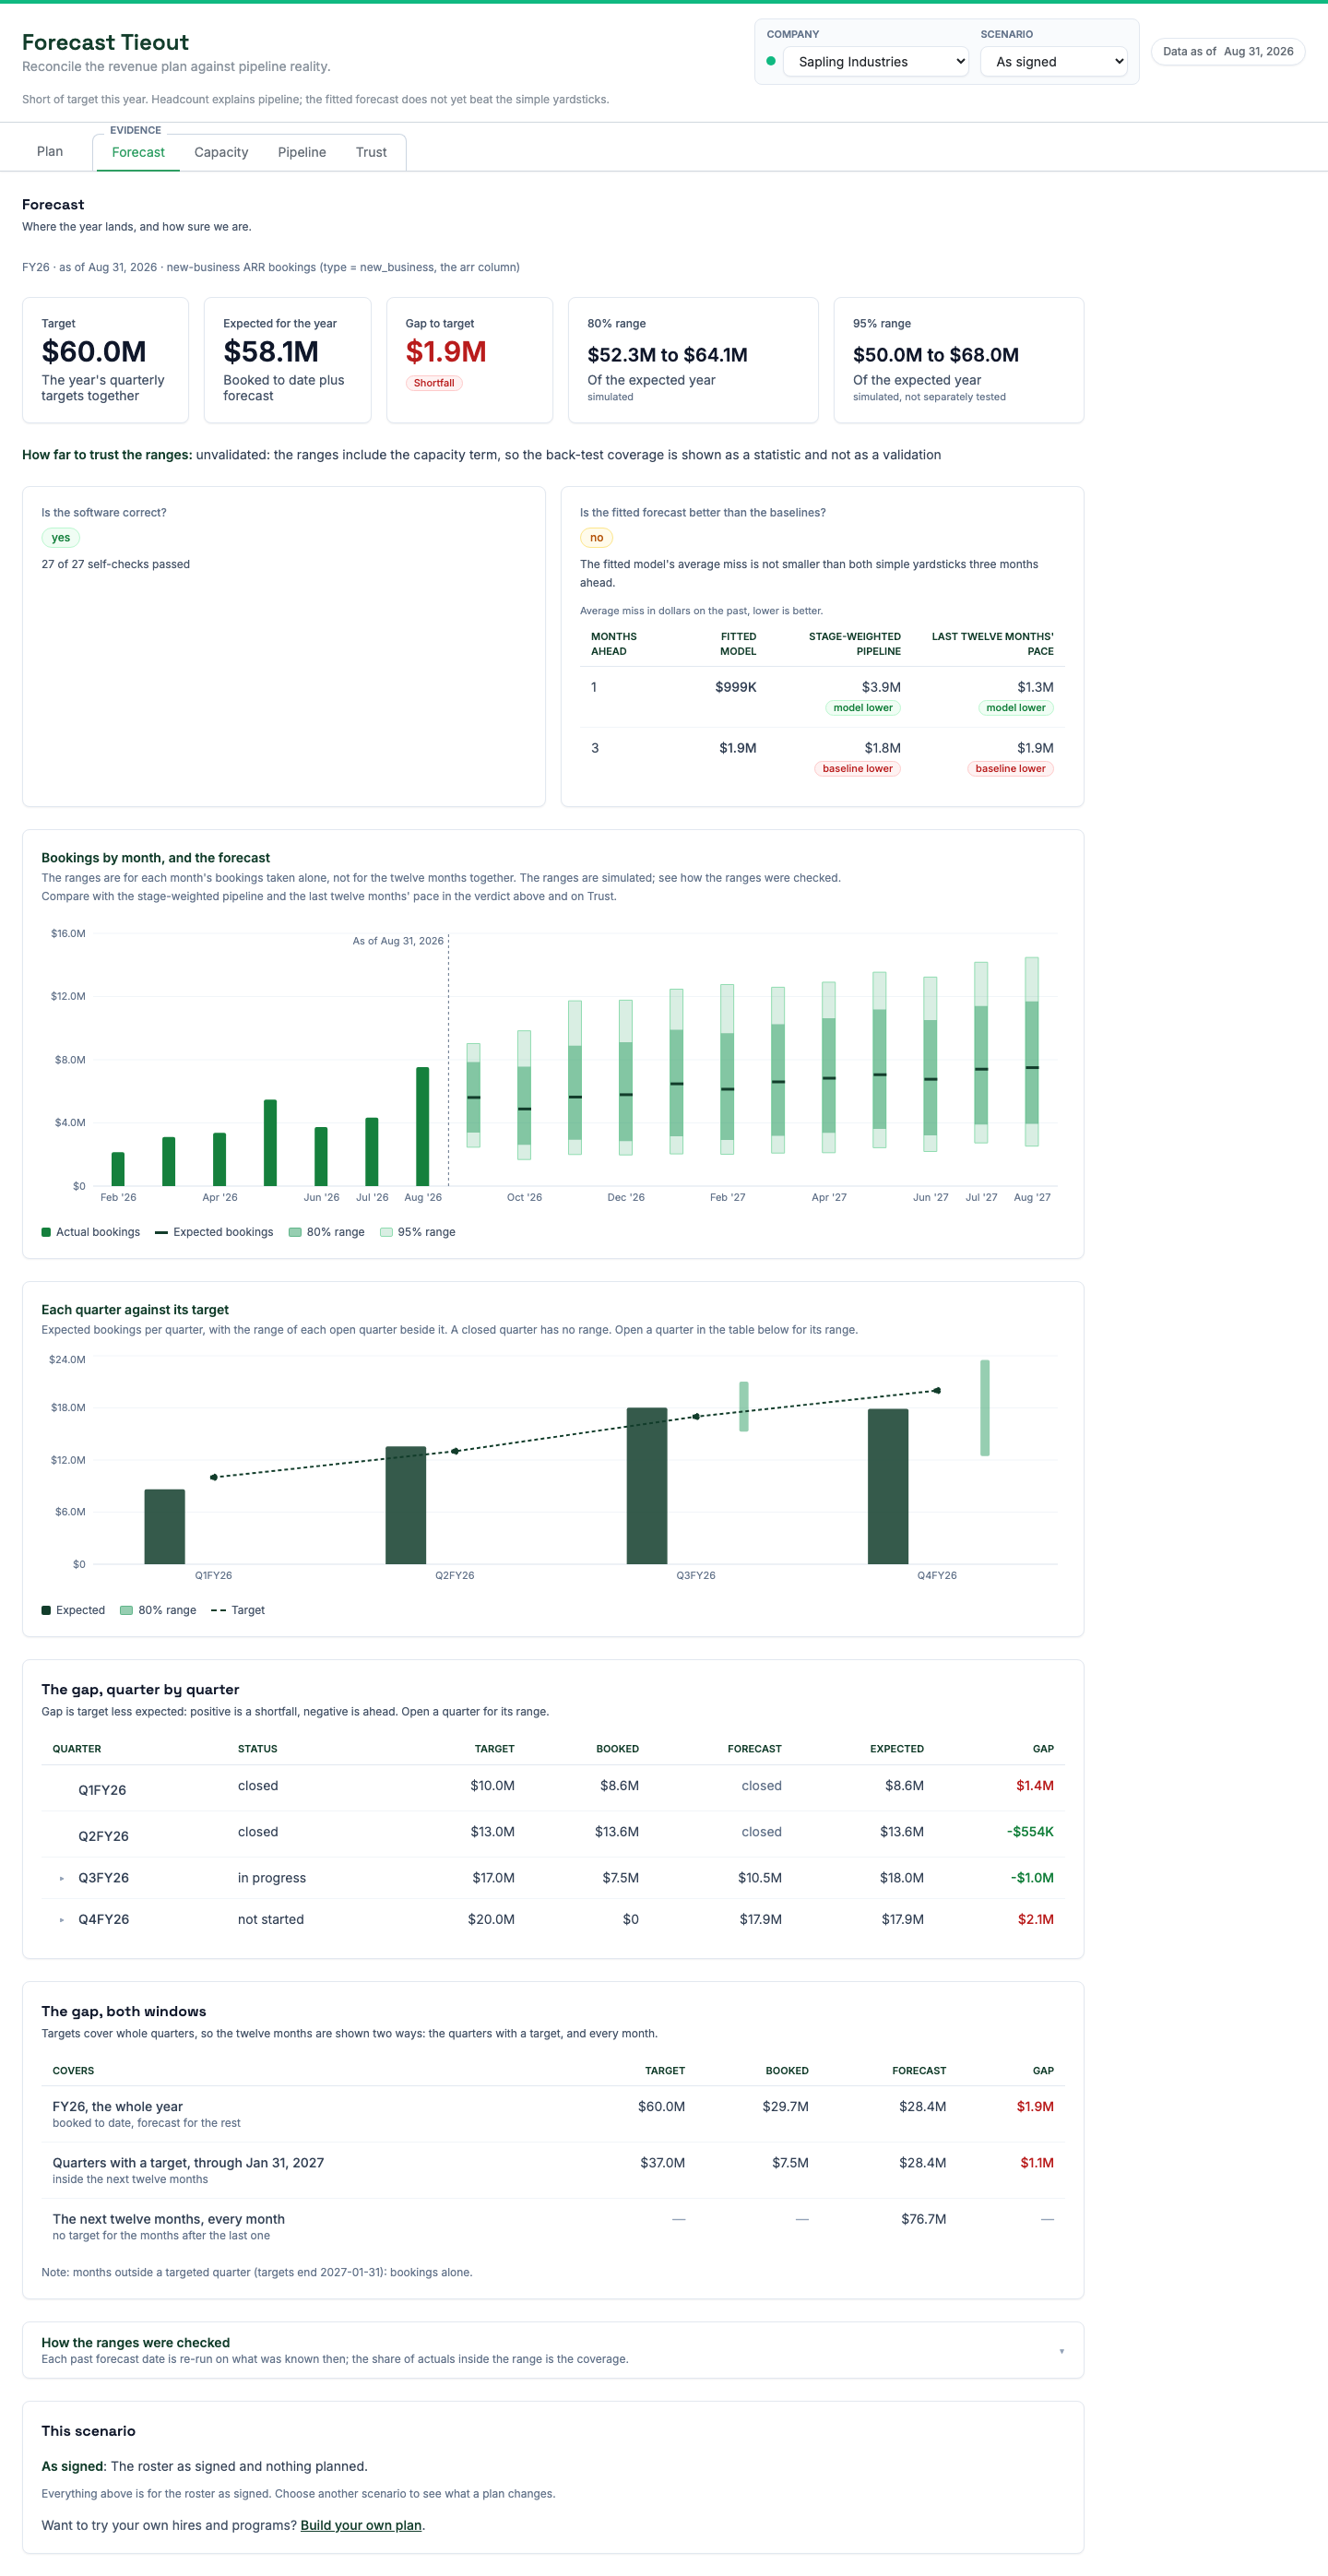 Forecast Tieout
Reconcile the revenue plan against pipeline reality.
COMPANY
Sapling Industries
SCENARIO
As signed
Data as of Aug 31, 2026
Short of target this year. Headcount explains pipeline; the fitted forecast does not yet beat the simple yardsticks.
Plan
EVIDENCE
Forecast
Capacity
Pipeline
Trust
Forecast
Where the year lands, and how sure we are.
FY26 · as of Aug 31, 2026 · new-business ARR bookings (type = new_business, the arr column)
Target
$60.0M
The year's quarterly
targets together
Expected for the year
$58.1M
Booked to date plus
forecast
Gap to target
$1.9M
Shortfall
80% range
$52.3M to $64.1M
Of the expected year
simulated
95% range
$50.0M to $68.0M
Of the expected year
simulated, not separately tested
How far to trust the ranges: unvalidated: the ranges include the capacity term, so the back-test coverage is shown as a statistic and not as a validation
Is the software correct?
yes
27 of 27 self-checks passed
Is the fitted forecast better than the baselines?
no
The fitted model's average miss is not smaller than both simple yardsticks three months
ahead.
Average miss in dollars on the past, lower is better.
MONTHS AHEAD	FITTED MODEL	STAGE-WEIGHTED PIPELINE	LAST TWELVE MONTHS' PACE
1	$999K	$3.9M	$1.3M
model lower	model lower
3	$1.9M	$1.8M	$1.9M
baseline lower	baseline lower
Bookings by month, and the forecast
The ranges are for each month's bookings taken alone, not for the twelve months together. The ranges are simulated; see how the ranges were checked.
Compare with the stage-weighted pipeline and the last twelve months' pace in the verdict above and on Trust.
$16.0M
As of Aug 31, 2026
$12.0M
$8.0M
$4.0M
$0
Feb '26	Apr '26	Jun '26	Jul '26	Aug '26	Oct '26	Dec '26	Feb '27	Apr '27	Jun '27	Jul '27	Aug '27
Actual bookings	Expected bookings	80% range	95% range
Each quarter against its target
Expected bookings per quarter, with the range of each open quarter beside it. A closed quarter has no range. Open a quarter in the table below for its range.
$24.0M
$18.0M
$12.0M
$6.0M
$0
Q1FY26	Q2FY26	Q3FY26	Q4FY26
Expected	80% range	Target
The gap, quarter by quarter
Gap is target less expected: positive is a shortfall, negative is ahead. Open a quarter for its range.
QUARTER	STATUS	TARGET	BOOKED	FORECAST	EXPECTED	GAP
Q1FY26	closed	$10.0M	$8.6M	closed	$8.6M	$1.4M
Q2FY26	closed	$13.0M	$13.6M	closed	$13.6M	-$554K
Q3FY26	in progress	$17.0M	$7.5M	$10.5M	$18.0M	-$1.0M
Q4FY26	not started	$20.0M	$0	$17.9M	$17.9M	$2.1M
The gap, both windows
Targets cover whole quarters, so the twelve months are shown two ways: the quarters with a target, and every month.
COVERS	TARGET	BOOKED	FORECAST	GAP
FY26, the whole year	$60.0M	$29.7M	$28.4M	$1.9M
booked to date, forecast for the rest
Quarters with a target, through Jan 31, 2027	$37.0M	$7.5M	$28.4M	$1.1M
inside the next twelve months
The next twelve months, every month	—	—	$76.7M	—
no target for the months after the last one
Note: months outside a targeted quarter (targets end 2027-01-31): bookings alone.
How the ranges were checked
Each past forecast date is re-run on what was known then; the share of actuals inside the range is the coverage.
This scenario
As signed: The roster as signed and nothing planned.
Everything above is for the roster as signed. Choose another scenario to see what a plan changes.
Want to try your own hires and programs? Build your own plan.